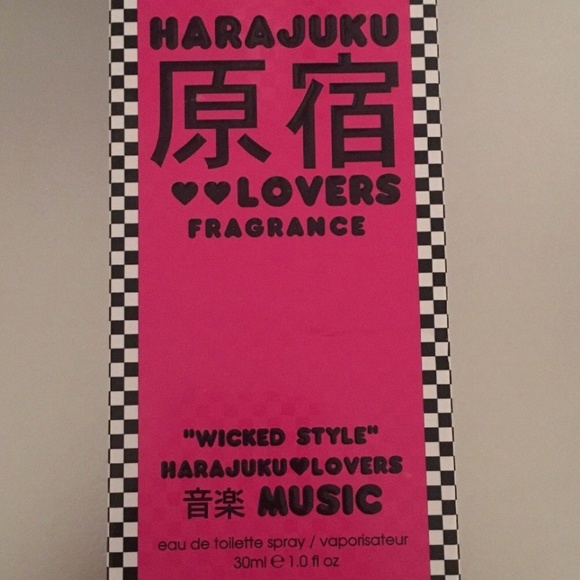 HARAJUKU
原宿
♥♥LOVERS
FRAGRANCE
"WICKED STYLE"
HARAJUKU♥LOVERS
音楽 MUSIC
eau de toilette spray / vaporisateur
30ml ℮ 1.0 fl oz